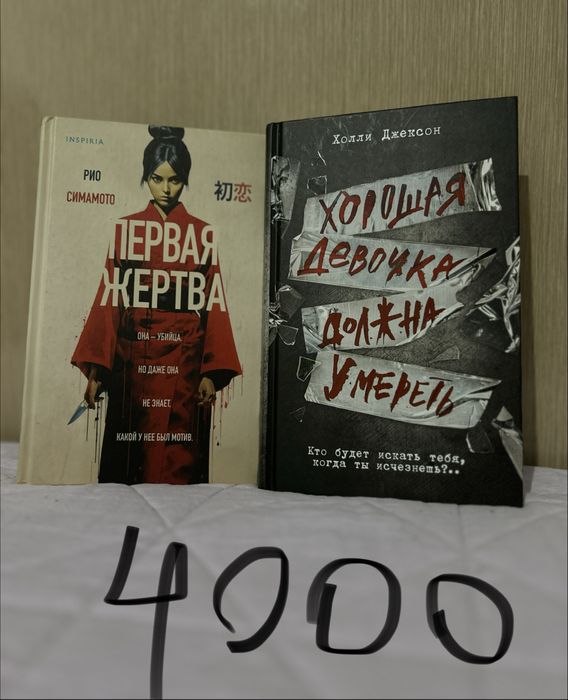 INSPIRIA
РИО
СИМАМОТО
初恋
ПЕРВАЯ
ЖЕРТВА
ОНА – УБИЙЦА,
НО ДАЖЕ ОНА
НЕ ЗНАЕТ,
КАКОЙ У НЕЕ БЫЛ МОТИВ.
Холли Джексон
ХОРОШАЯ
ДЕВОЧКА
ДОЛЖНА
УМЕРЕТЬ
Кто будет искать тебя,
когда ты исчезнешь?..
4000